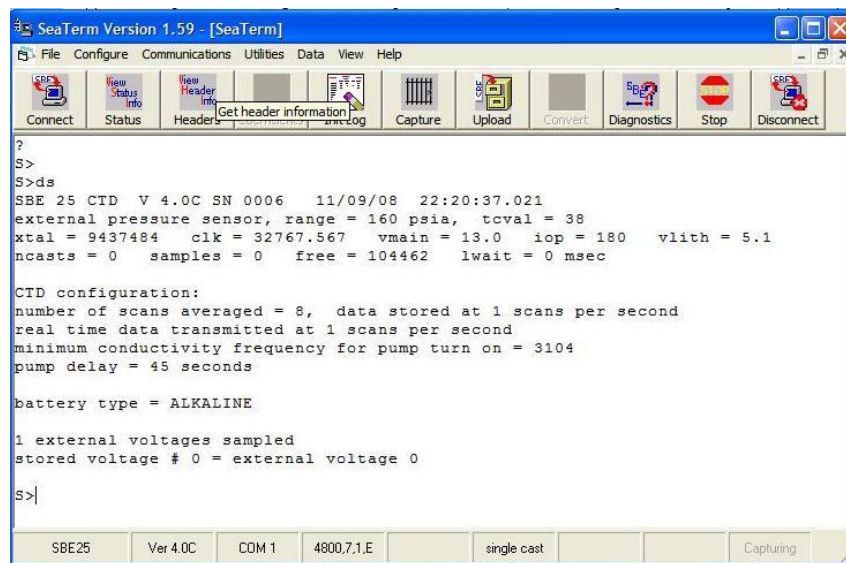 SeaTerm Version 1.59 - [SeaTerm]
File Configure Communications Utilities Data View Help
Connect Status Headers Capture Upload Convert Diagnostics Stop Disconnect
Get header information
?
S>
S>ds
SBE 25 CTD V 4.0C SN 0006 11/09/08 22:20:37.021
external pressure sensor, range = 160 psia, tcval = 38
xtal = 9437484 clk = 32767.567 vmain = 13.0 iop = 180 vlith = 5.1
ncasts = 0 samples = 0 free = 104462 lwait = 0 msec
CTD configuration:
number of scans averaged = 8, data stored at 1 scans per second
real time data transmitted at 1 scans per second
minimum conductivity frequency for pump turn on = 3104
pump delay = 45 seconds
battery type = ALKALINE
1 external voltages sampled
stored voltage # 0 = external voltage 0
S>
SBE25 Ver 4.0C COM 1 4800,7,1,E single cast Capturing